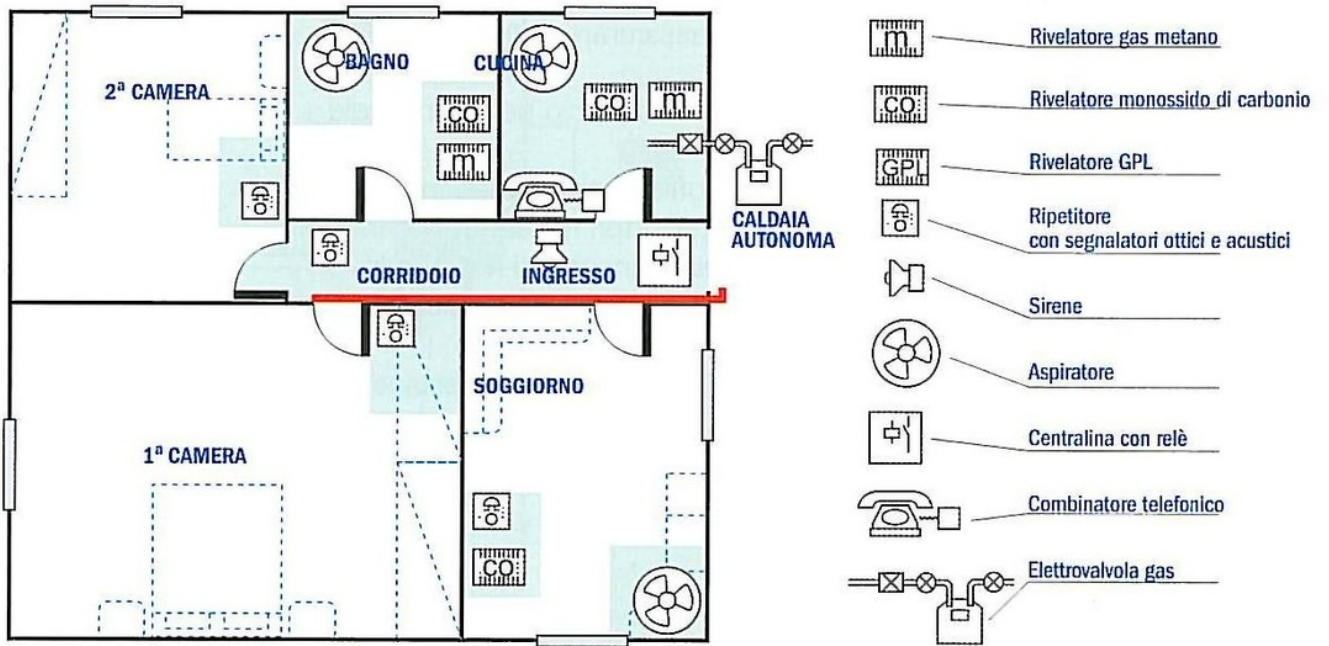 BAGNO
CUCINA
2ª CAMERA
CO
m
CO
m
CALDAIA
AUTONOMA
CORRIDOIO
INGRESSO
SOGGIORNO
1ª CAMERA
CO
m
Rivelatore gas metano
CO
Rivelatore monossido di carbonio
GPL
Rivelatore GPL
Ripetitore
con segnalatori ottici e acustici
Sirene
Aspiratore
Centralina con relè
Combinatore telefonico
Elettrovalvola gas